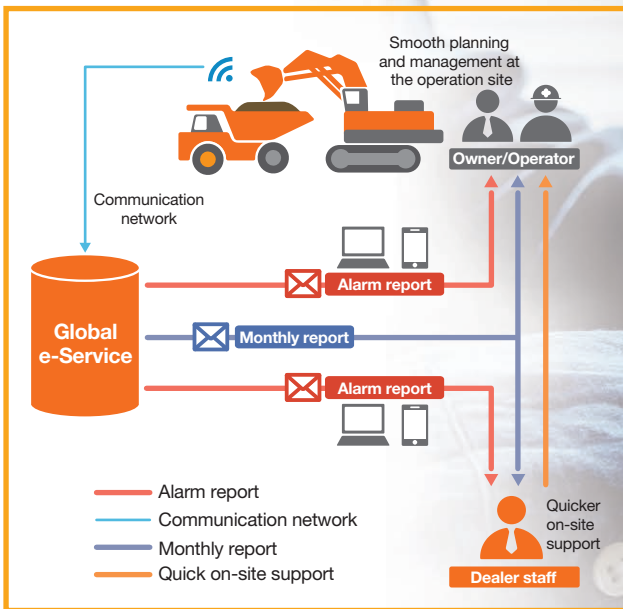 Smooth planning
and management at
the operation site
Owner/Operator
Communication
network
Global
e-Service
Alarm report
Monthly report
Alarm report
Alarm report
Communication network
Monthly report
Quick on-site support
Quicker
on-site
support
Dealer staff